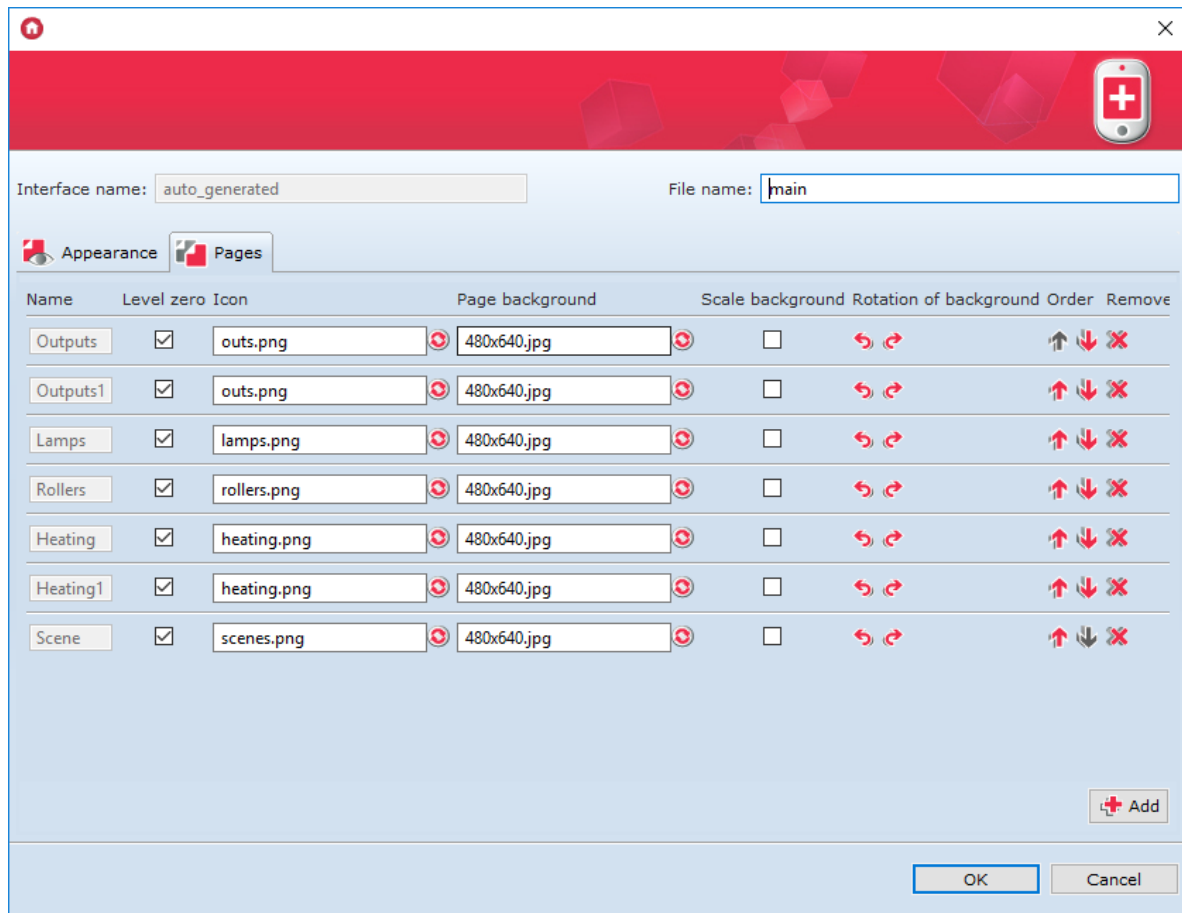 Interface name: auto_generated File name: main
Appearance Pages
Name Level zero Icon Page background Scale background Rotation of background Order Remove
Outputs outs.png 480x640.jpg
Outputs1 outs.png 480x640.jpg
Lamps lamps.png 480x640.jpg
Rollers rollers.png 480x640.jpg
Heating heating.png 480x640.jpg
Heating1 heating.png 480x640.jpg
Scene scenes.png 480x640.jpg
Add
OK Cancel